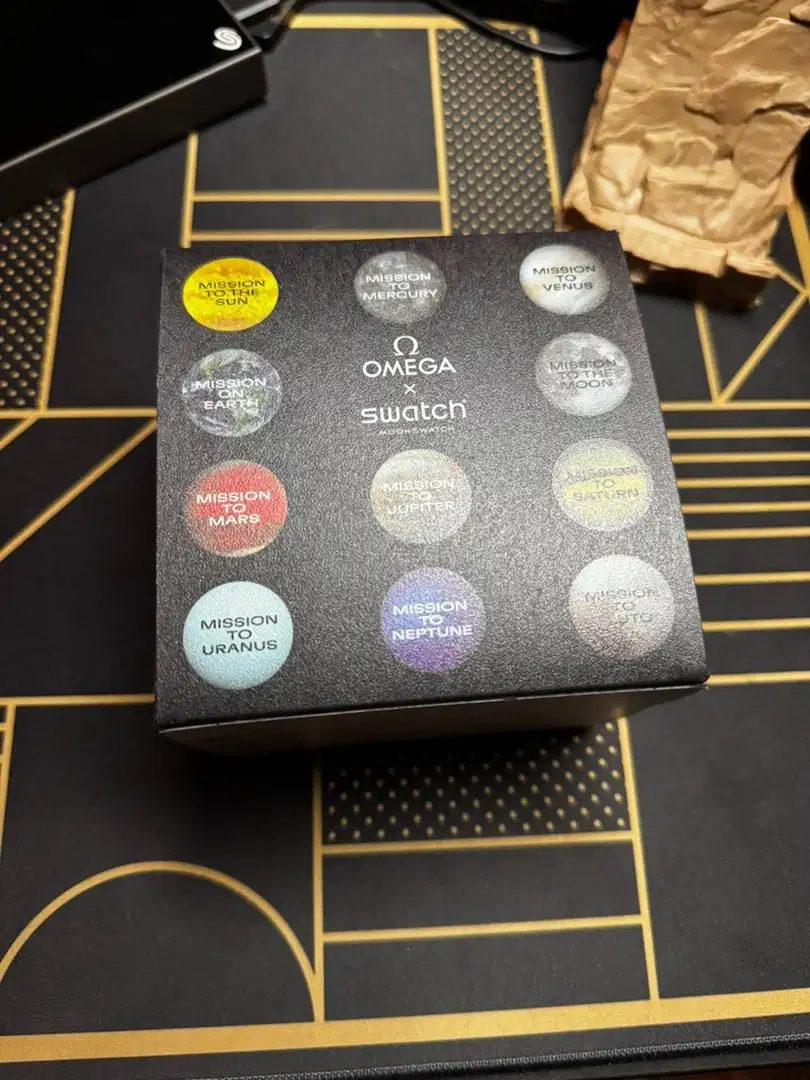 MISSION
TO THE
SUN
MISSION
TO
MERCURY
MISSION
TO
VENUS
MISSION
ON
EARTH
Ω
OMEGA
×
swatch
MOONSWATCH
MISSION
TO THE
MOON
MISSION
TO
MARS
MISSION
TO
JUPITER
MISSION
TO
SATURN
MISSION
TO
URANUS
MISSION
TO
NEPTUNE
MISSION
TO